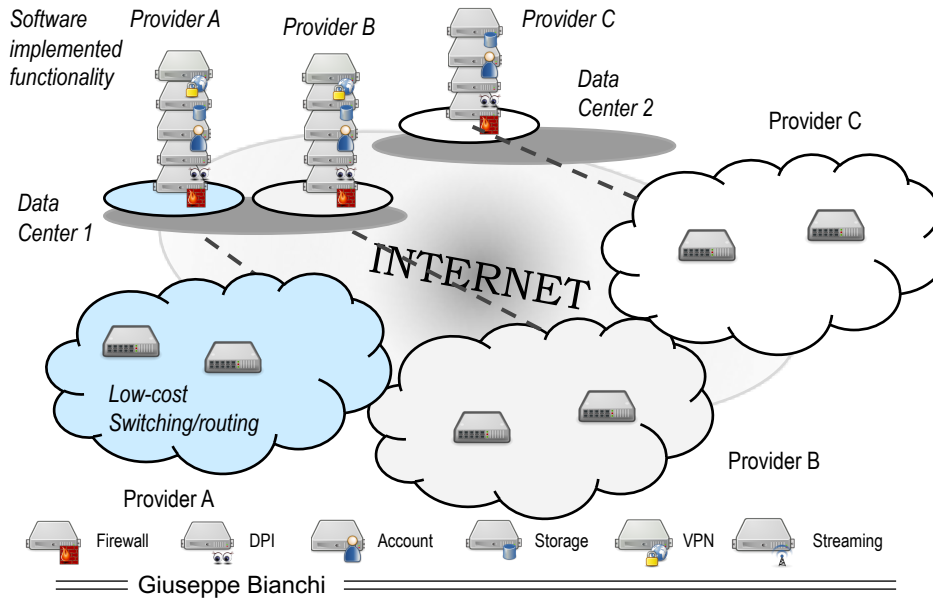 Software
implemented
functionality
Provider A
Provider B
Provider C
Data
Center 2
Provider C
Data
Center 1
INTERNET
Low-cost
Switching/routing
Provider B
Provider A
Firewall
DPI
Account
Storage
VPN
Streaming
Giuseppe Bianchi